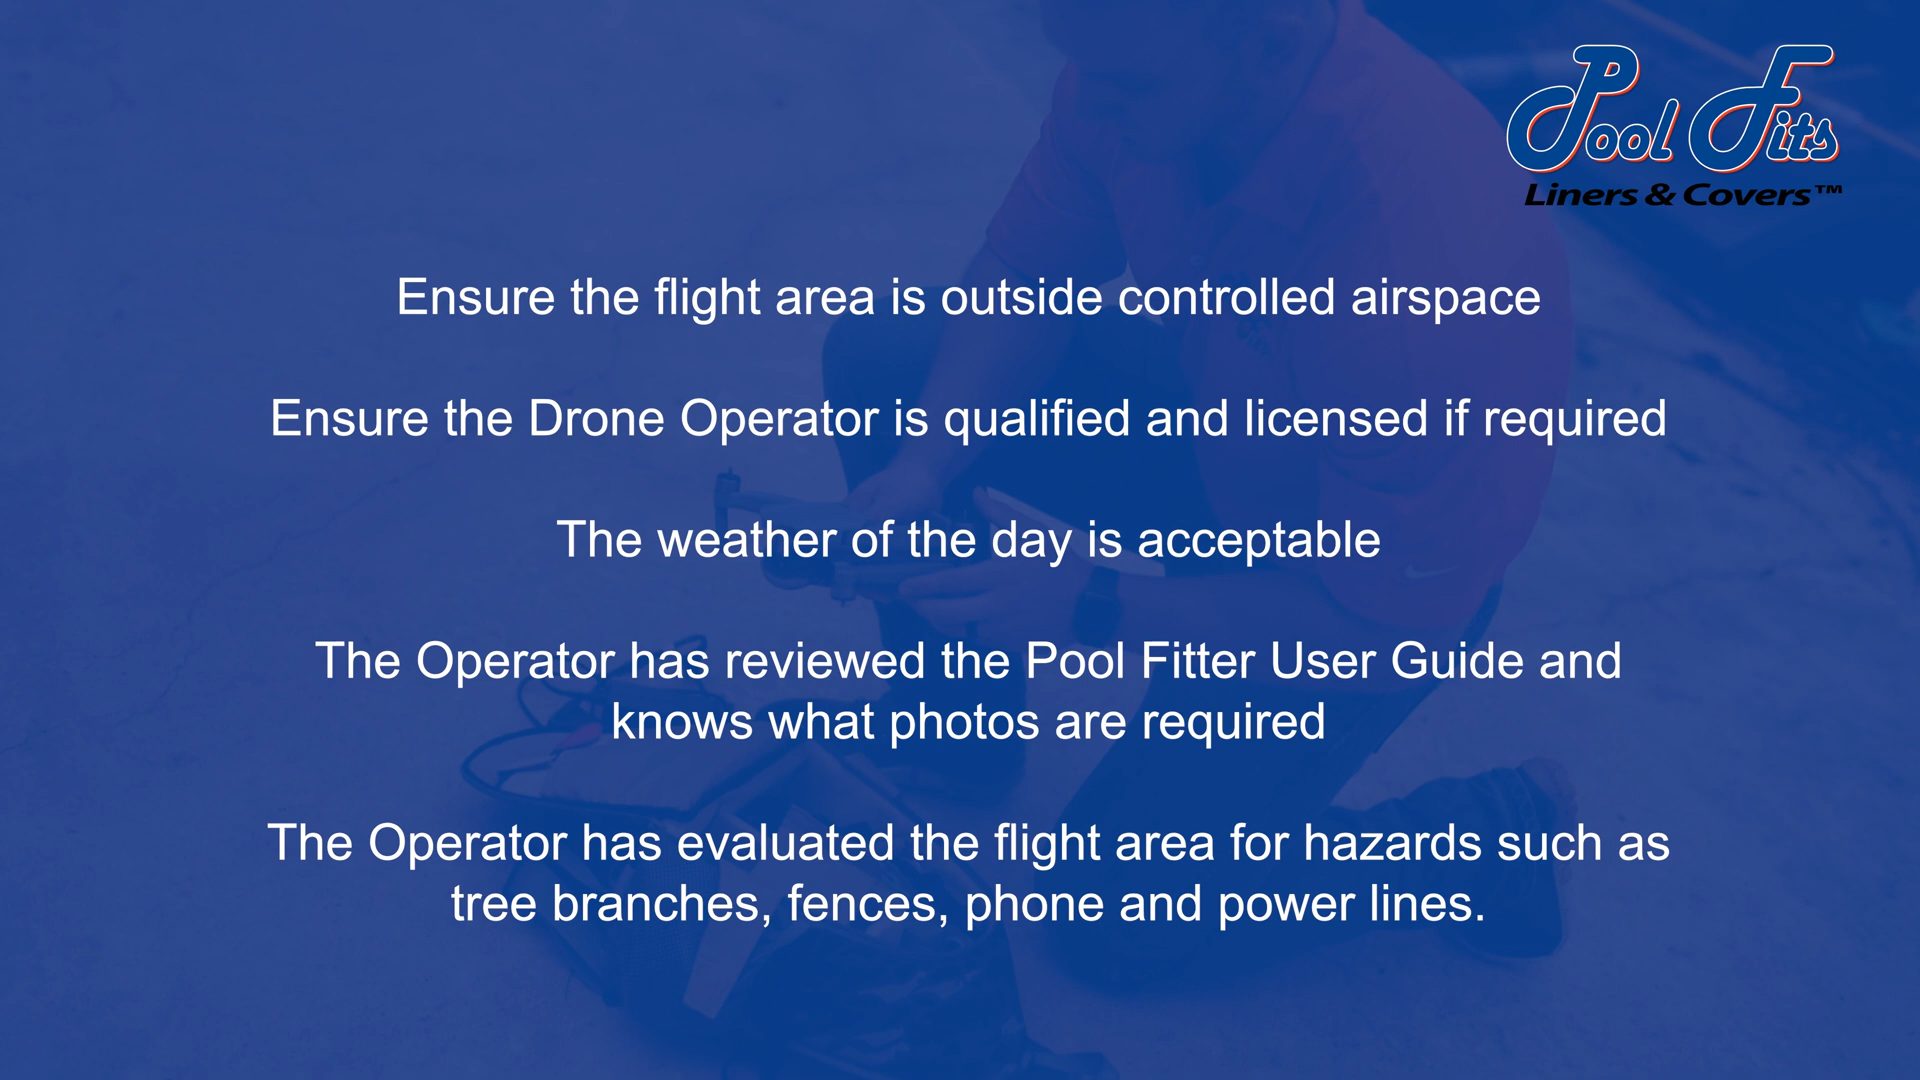 Pool Fits
Liners & Covers™
Ensure the flight area is outside controlled airspace
Ensure the Drone Operator is qualified and licensed if required
The weather of the day is acceptable
The Operator has reviewed the Pool Fitter User Guide and
knows what photos are required
The Operator has evaluated the flight area for hazards such as
tree branches, fences, phone and power lines.